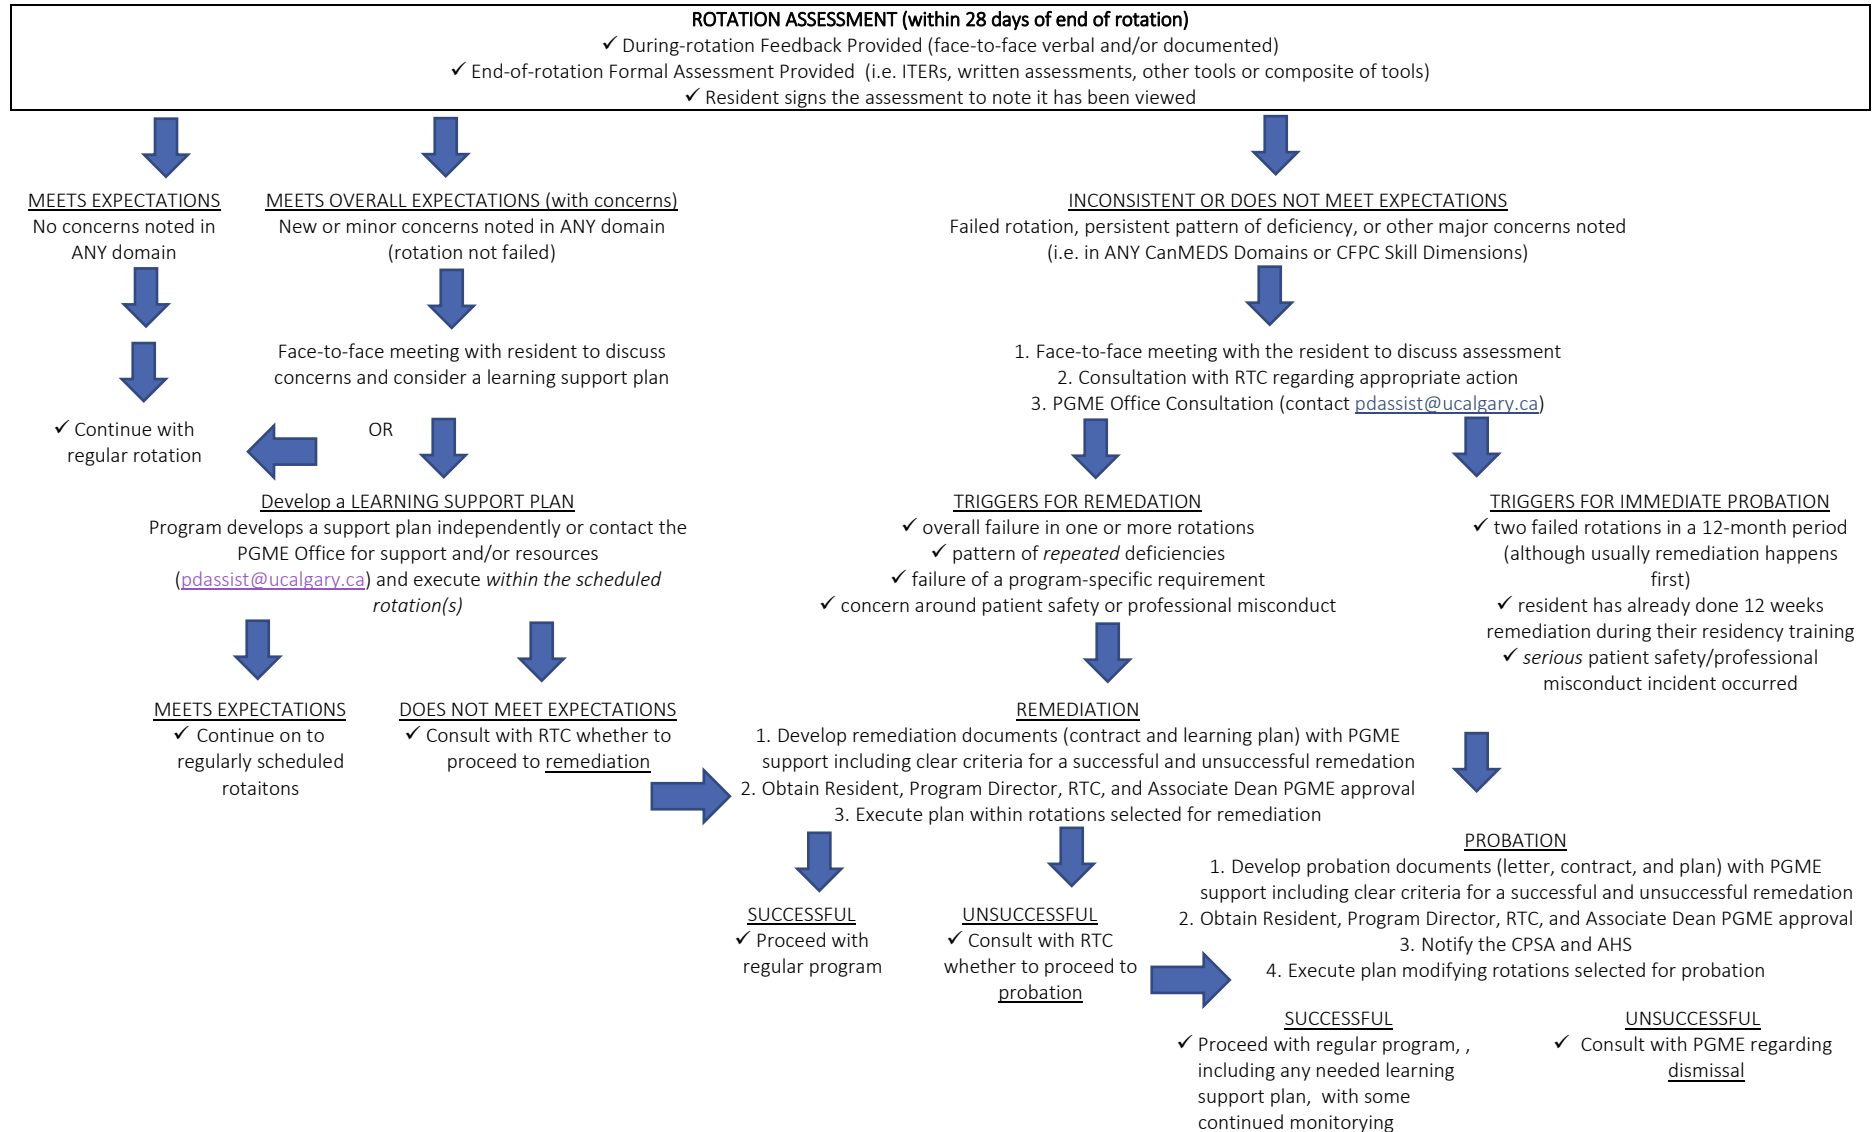 ROTATION ASSESSMENT (within 28 days of end of rotation)
✓ During-rotation Feedback Provided (face-to-face verbal and/or documented)
✓ End-of-rotation Formal Assessment Provided (i.e. ITERs, written assessments, other tools or composite of tools)
✓ Resident signs the assessment to note it has been viewed
MEETS EXPECTATIONS
No concerns noted in
ANY domain
MEETS OVERALL EXPECTATIONS (with concerns)
New or minor concerns noted in ANY domain
(rotation not failed)
INCONSISTENT OR DOES NOT MEET EXPECTATIONS
Failed rotation, persistent pattern of deficiency, or other major concerns noted
(i.e. in ANY CanMEDS Domains or CFPC Skill Dimensions)
Face-to-face meeting with resident to discuss
concerns and consider a learning support plan
1. Face-to-face meeting with the resident to discuss assessment
2. Consultation with RTC regarding appropriate action
3. PGME Office Consultation (contact pdassist@ucalgary.ca)
✓ Continue with
regular rotation
OR
Develop a LEARNING SUPPORT PLAN
Program develops a support plan independently or contact the
PGME Office for support and/or resources
(pdassist@ucalgary.ca) and execute within the scheduled
rotation(s)
TRIGGERS FOR REMEDATION
✓ overall failure in one or more rotations
✓ pattern of repeated deficiencies
✓ failure of a program-specific requirement
✓ concern around patient safety or professional misconduct
TRIGGERS FOR IMMEDIATE PROBATION
✓ two failed rotations in a 12-month period
(although usually remediation happens
first)
✓ resident has already done 12 weeks
remediation during their residency training
✓ serious patient safety/professional
misconduct incident occurred
MEETS EXPECTATIONS
✓ Continue on to
regularly scheduled
rotaitons
DOES NOT MEET EXPECTATIONS
✓ Consult with RTC whether to
proceed to remediation
REMEDIATION
1. Develop remediation documents (contract and learning plan) with PGME
support including clear criteria for a successful and unsuccessful remedation
2. Obtain Resident, Program Director, RTC, and Associate Dean PGME approval
3. Execute plan within rotations selected for remediation
SUCCESSFUL
✓ Proceed with
regular program
UNSUCCESSFUL
✓ Consult with RTC
whether to proceed to
probation
PROBATION
1. Develop probation documents (letter, contract, and plan) with PGME
support including clear criteria for a successful and unsuccessful remedation
2. Obtain Resident, Program Director, RTC, and Associate Dean PGME approval
3. Notify the CPSA and AHS
4. Execute plan modifying rotations selected for probation
SUCCESSFUL
✓ Proceed with regular program, ,
including any needed learning
support plan, with some
continued monitorying
UNSUCCESSFUL
✓ Consult with PGME regarding
dismissal